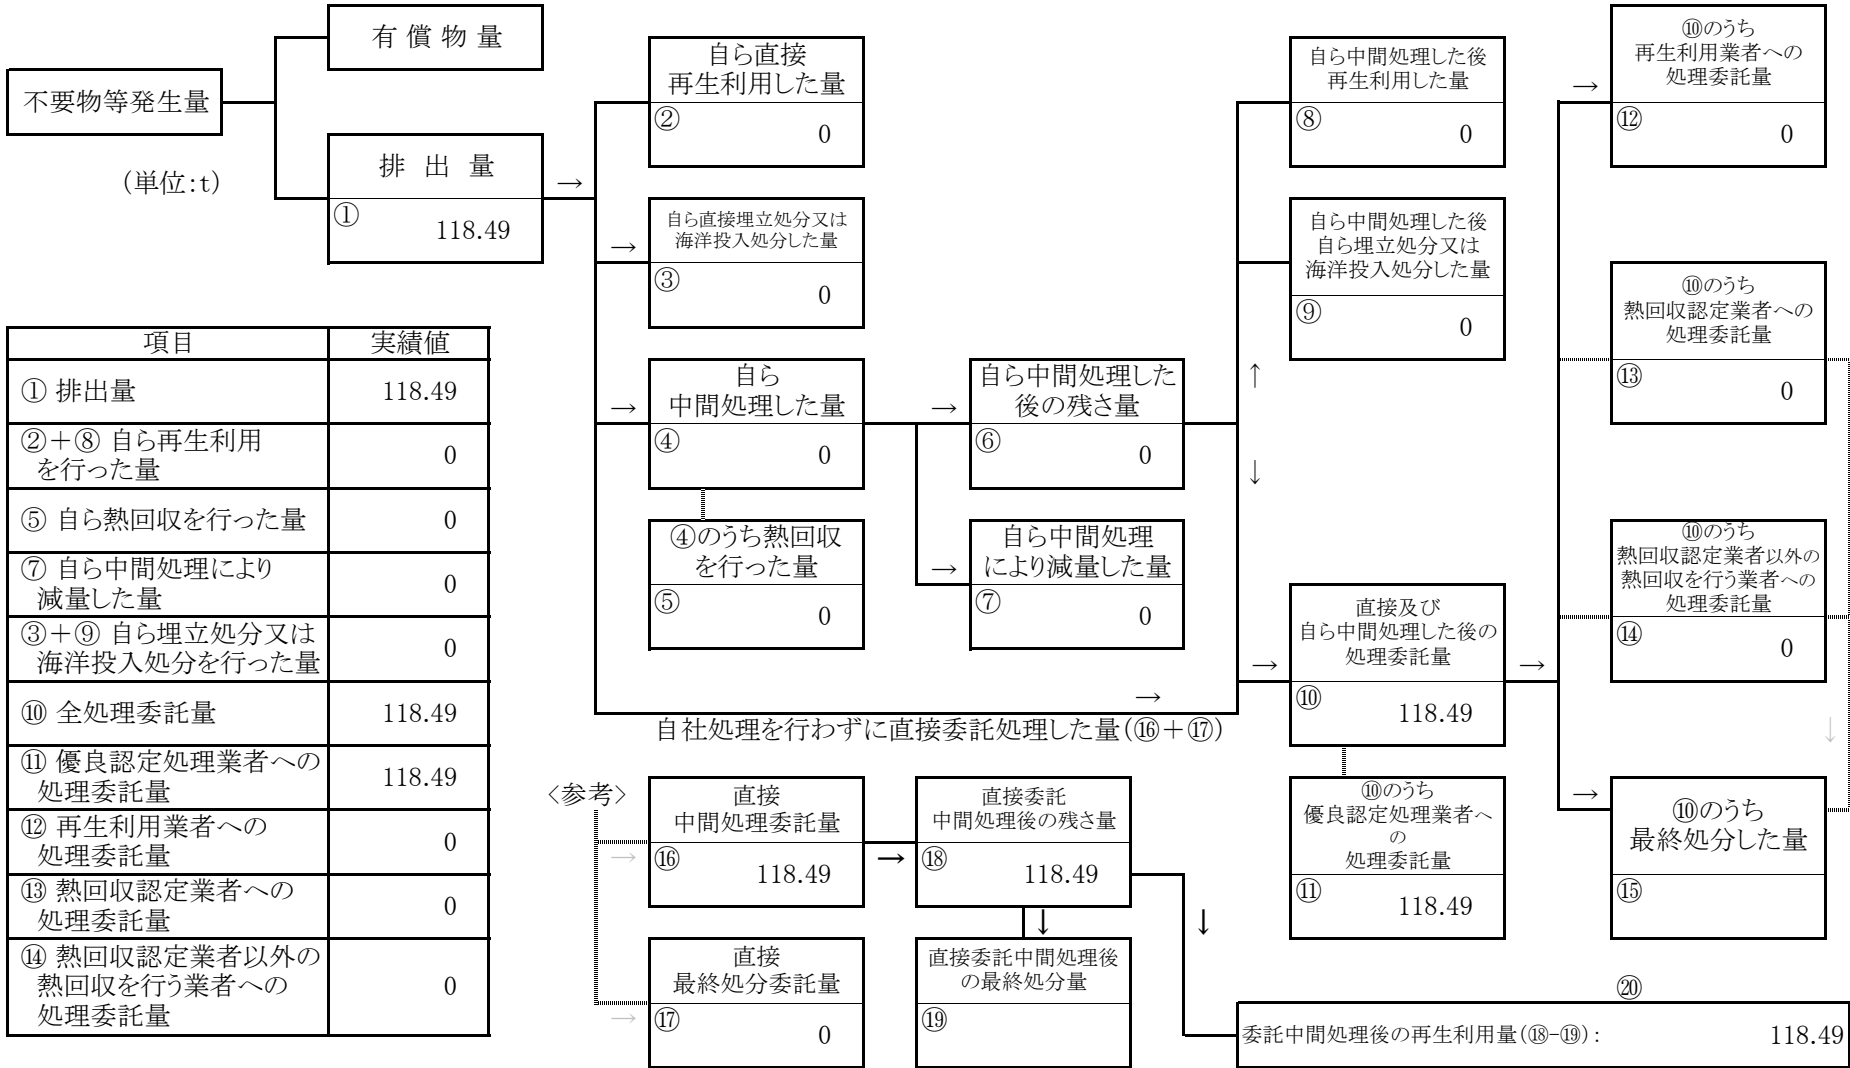 有償物量
不要物等発生量
(単位:t)
排出量
①
118.49
→
自ら直接
再生利用した量
②
0
→
自ら直接埋立処分又は
海洋投入処分した量
③
0
→
自ら
中間処理した量
④
0
④のうち熱回収
を行った量
⑤
0
→
自ら中間処理した
後の残さ量
⑥
0
→
自ら中間処理
により減量した量
⑦
0
自ら中間処理した後
再生利用した量
⑧
0
自ら中間処理した後
自ら埋立処分又は
海洋投入処分した量
⑨
0
↑
↓
→
自社処理を行わずに直接委託処理した量(⑯+⑰)
→
直接及び
自ら中間処理した後の
処理委託量
⑩
118.49
→
⑩のうち
優良認定処理業者へ
の
処理委託量
⑪
118.49
→
⑩のうち
再生利用業者への
処理委託量
⑫
0
⑩のうち
熱回収認定業者への
処理委託量
⑬
0
⑩のうち
熱回収認定業者以外の
熱回収を行う業者への
処理委託量
⑭
0
↓
→
⑩のうち
最終処分した量
⑮
項目 実績値
① 排出量 118.49
②+⑧ 自ら再生利用
を行った量 0
⑤ 自ら熱回収を行った量 0
⑦ 自ら中間処理により
減量した量 0
③+⑨ 自ら埋立処分又は
海洋投入処分を行った量 0
⑩ 全処理委託量 118.49
⑪ 優良認定処理業者への
処理委託量 118.49
⑫ 再生利用業者への
処理委託量 0
⑬ 熱回収認定業者への
処理委託量 0
⑭ 熱回収認定業者以外の
熱回収を行う業者への
処理委託量 0
<参考>
→
直接
中間処理委託量
⑯
118.49
→
直接委託
中間処理後の残さ量
⑱
118.49
↓
↓
→
直接
最終処分委託量
⑰
0
直接委託中間処理後
の最終処分量
⑲
⑳
委託中間処理後の再生利用量(⑱-⑲): 118.49